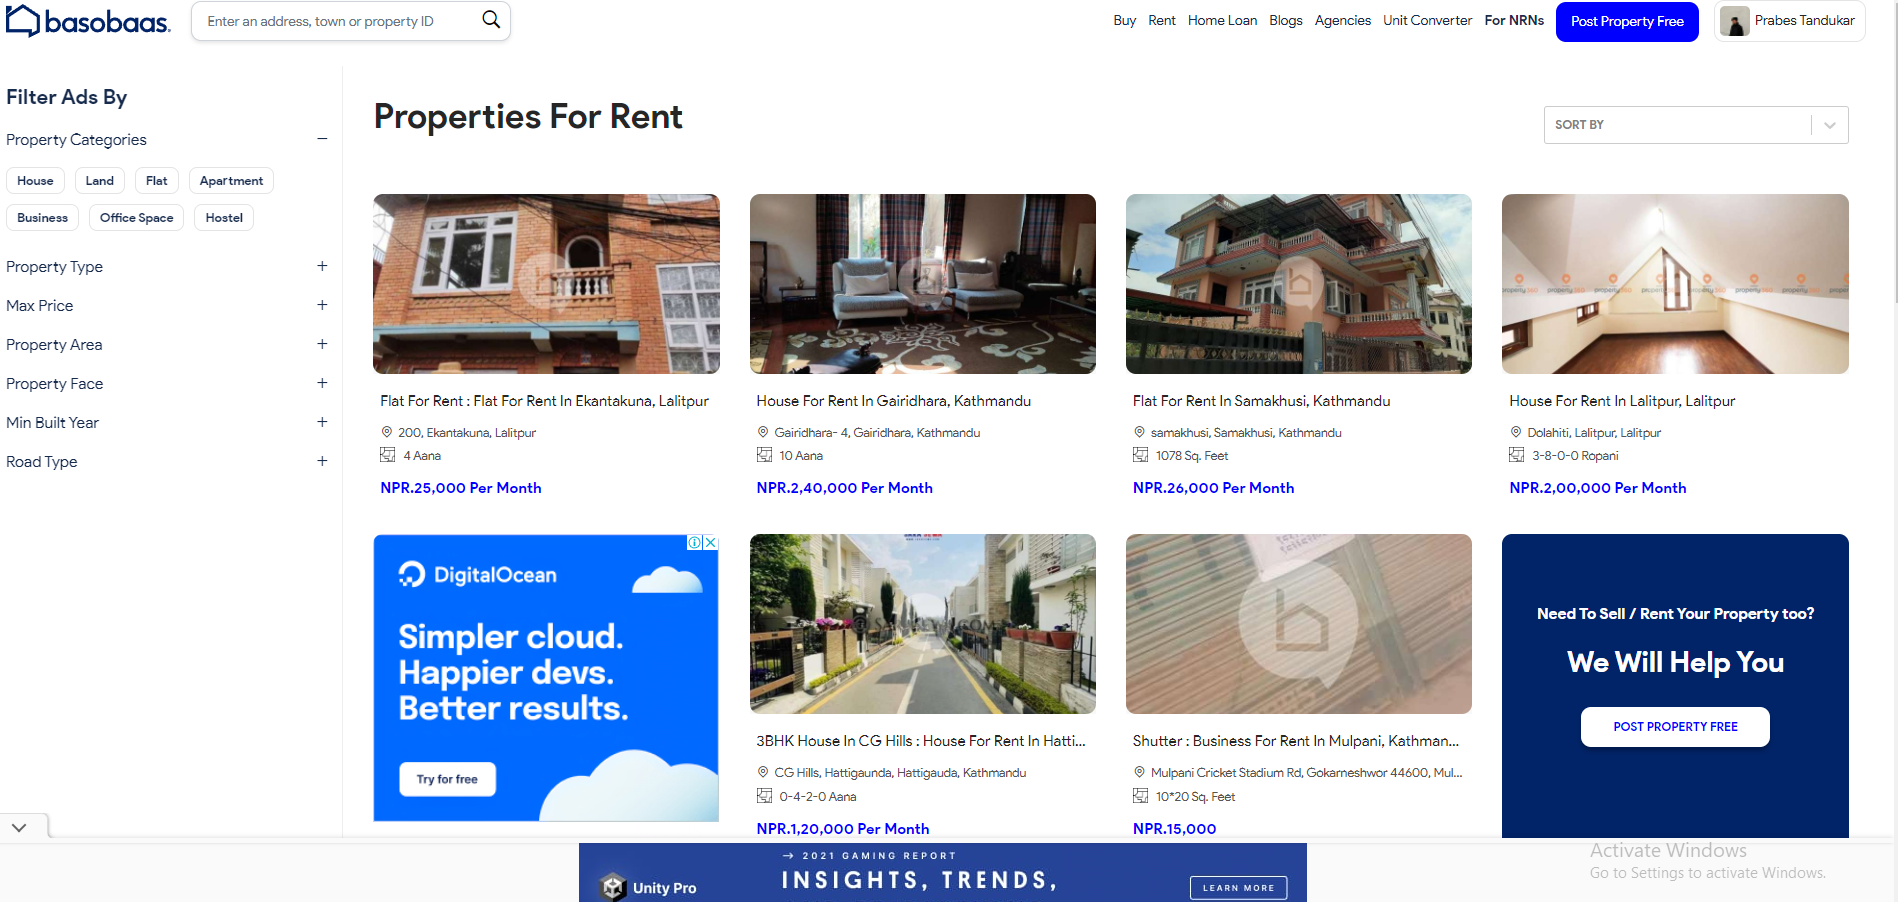 basobaas.
Enter an address, town or property ID
Buy Rent Home Loan Blogs Agencies Unit Converter For NRNs Post Property Free Prabes Tandukar
Filter Ads By
Property Categories
House Land Flat Apartment
Business Office Space Hostel
Property Type
Max Price
Property Area
Property Face
Min Built Year
Road Type
Properties For Rent
SORT BY
Flat For Rent : Flat For Rent In Ekantakuna, Lalitpur
200, Ekantakuna, Lalitpur
4 Aana
NPR.25,000 Per Month
House For Rent In Gairidhara, Kathmandu
Gairidhara- 4, Gairidhara, Kathmandu
10 Aana
NPR.2,40,000 Per Month
Flat For Rent In Samakhusi, Kathmandu
samakhusi, Samakhusi, Kathmandu
1078 Sq. Feet
NPR.26,000 Per Month
House For Rent In Lalitpur, Lalitpur
Dolahiti, Lalitpur, Lalitpur
3-8-0-0 Ropani
NPR.2,00,000 Per Month
DigitalOcean
Simpler cloud.
Happier devs.
Better results.
Try for free
3BHK House In CG Hills : House For Rent In Hatti...
CG Hills, Hattigaunda, Hattigauda, Kathmandu
0-4-2-0 Aana
NPR.1,20,000 Per Month
Shutter : Business For Rent In Mulpani, Kathman...
Mulpani Cricket Stadium Rd, Gokarneshwor 44600, Mul...
10*20 Sq. Feet
NPR.15,000
Need To Sell / Rent Your Property too?
We Will Help You
POST PROPERTY FREE
Unity Pro
→ 2021 GAMING REPORT
INSIGHTS, TRENDS,
LEARN MORE
Activate Windows
Go to Settings to activate Windows.